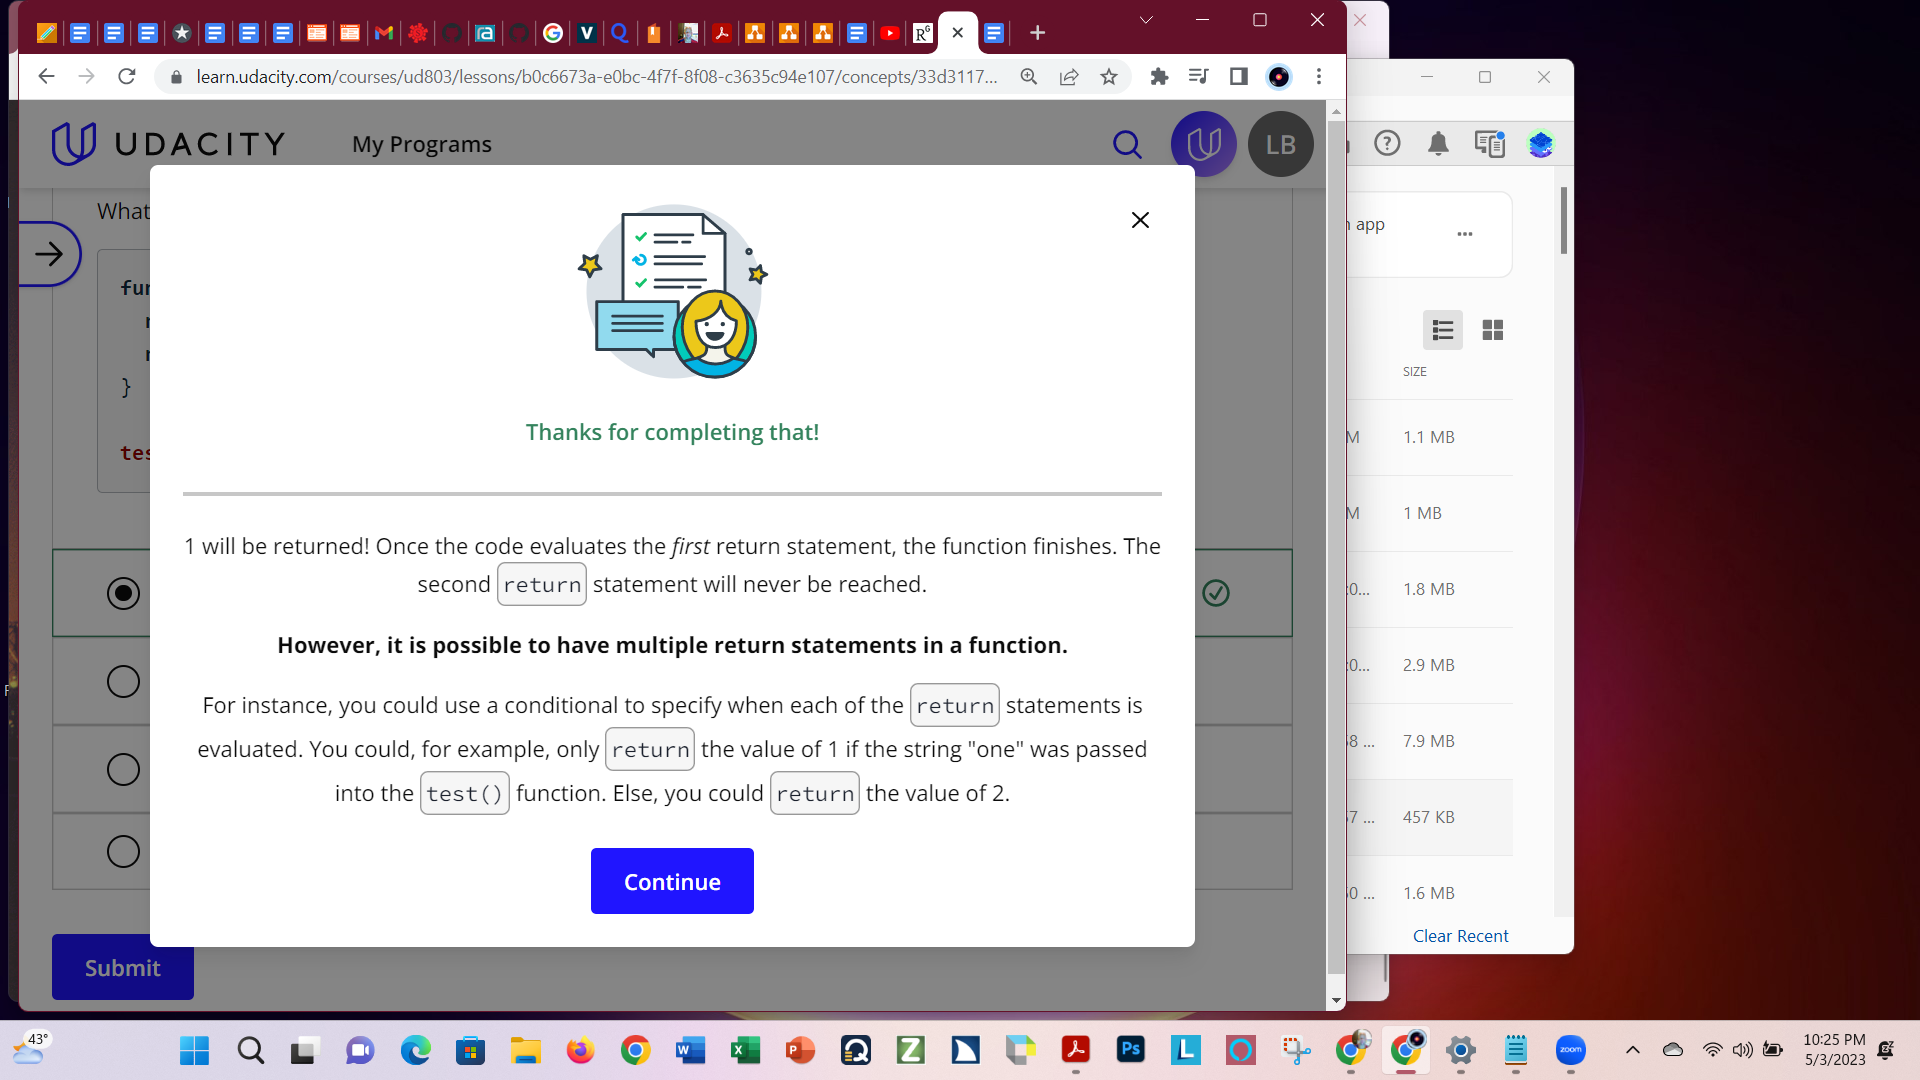 learn.udacity.com/courses/ud803/lessons/b0c6673a-e0bc-4f7f-8f08-c3635c94e107/concepts/33d3117...
UDACITY
My Programs
LB
What
}
Thanks for completing that!
1 will be returned! Once the code evaluates the first return statement, the function finishes. The
second return statement will never be reached.
However, it is possible to have multiple return statements in a function.
For instance, you could use a conditional to specify when each of the return statements is
evaluated. You could, for example, only return the value of 1 if the string "one" was passed
into the test() function. Else, you could return the value of 2.
Continue
Submit
app
...
SIZE
M 1.1 MB
M 1 MB
:0... 1.8 MB
:0... 2.9 MB
8 ... 7.9 MB
7 ... 457 KB
0 ... 1.6 MB
Clear Recent
43°
zoom
10:25 PM
5/3/2023